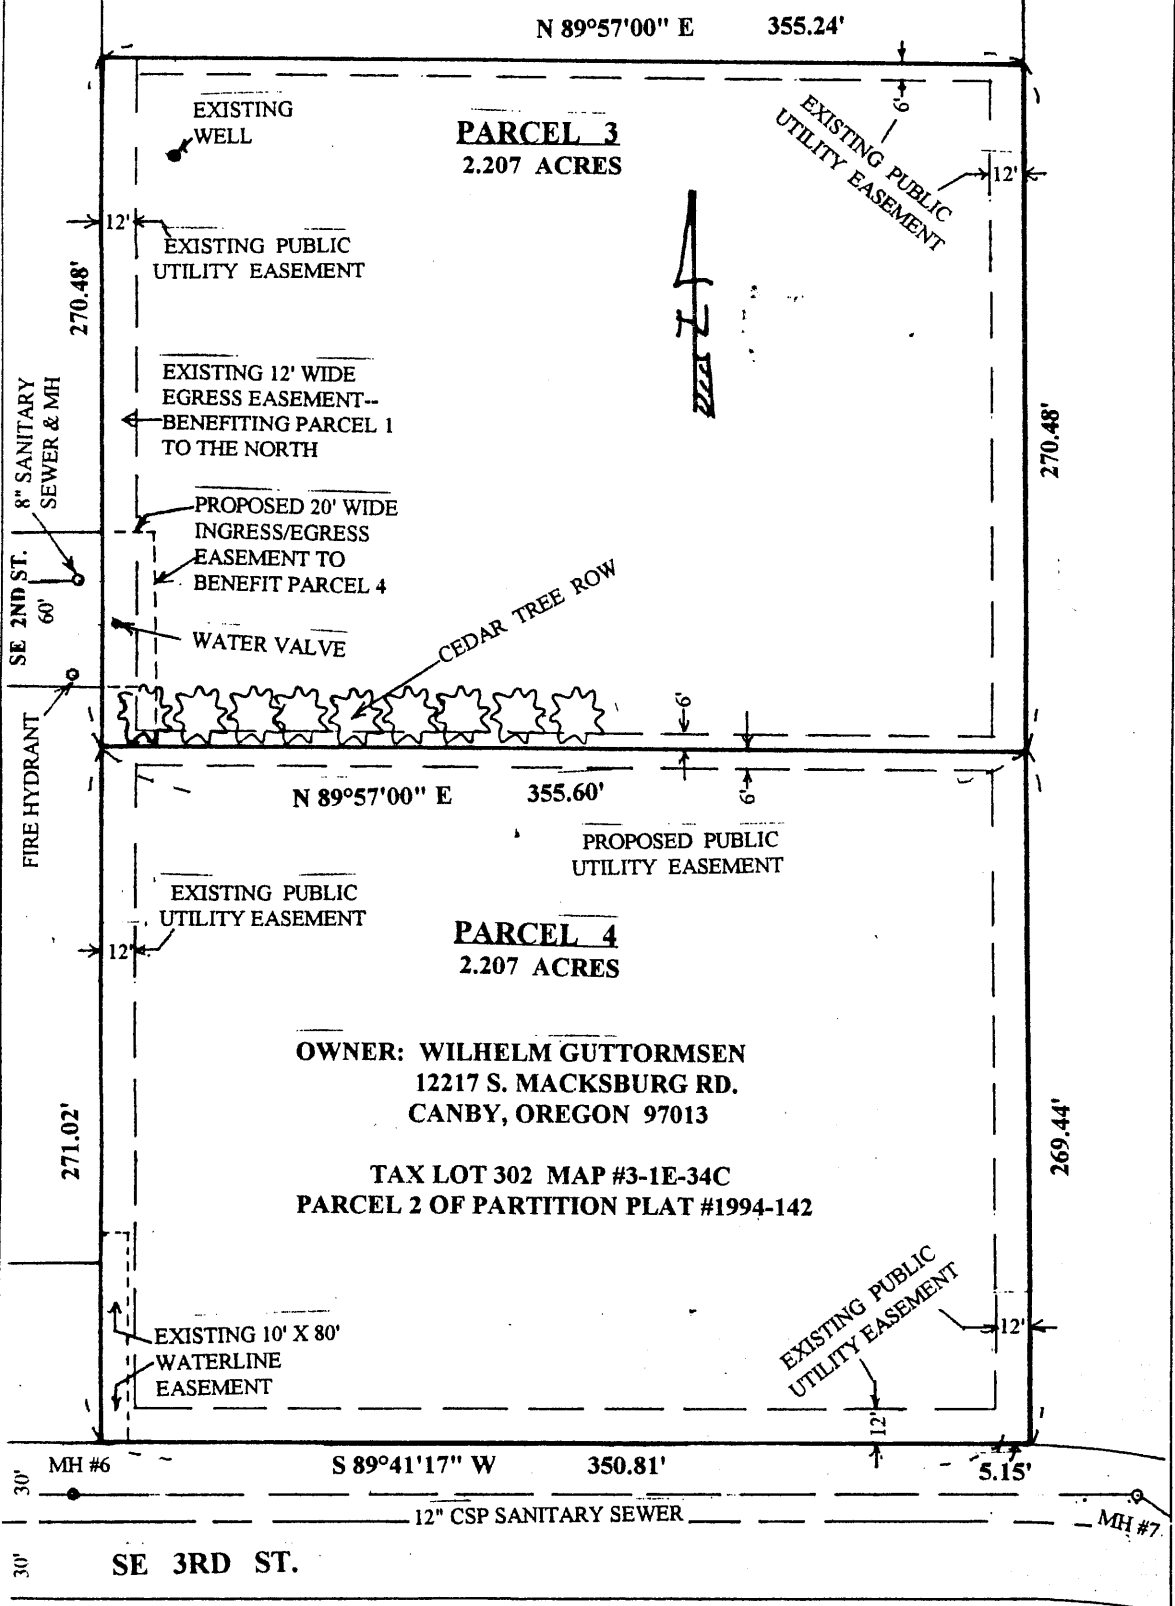 N 89°57'00" E 355.24'
EXISTING
WELL
PARCEL 3
2.207 ACRES
6'
EXISTING PUBLIC
UTILITY EASEMENT
12'
12'
EXISTING PUBLIC
UTILITY EASEMENT
270.48'
EXISTING 12' WIDE
EGRESS EASEMENT--
BENEFITING PARCEL 1
TO THE NORTH
270.48'
8" SANITARY
SEWER & MH
PROPOSED 20' WIDE
INGRESS/EGRESS
EASEMENT TO
BENEFIT PARCEL 4
SE 2ND ST.
60'
WATER VALVE
CEDAR TREE ROW
6'
FIRE HYDRANT
N 89°57'00" E 355.60'
6'
PROPOSED PUBLIC
UTILITY EASEMENT
EXISTING PUBLIC
UTILITY EASEMENT
12'
PARCEL 4
2.207 ACRES
OWNER: WILHELM GUTTORMSEN
12217 S. MACKSBURG RD.
CANBY, OREGON 97013
271.02'
269.44'
TAX LOT 302 MAP #3-1E-34C
PARCEL 2 OF PARTITION PLAT #1994-142
EXISTING PUBLIC
UTILITY EASEMENT
12'
EXISTING 10' X 80'
WATERLINE
EASEMENT
12'
MH #6
S 89°41'17" W 350.81'
5.15'
30'
12" CSP SANITARY SEWER
MH #7
30'
SE 3RD ST.